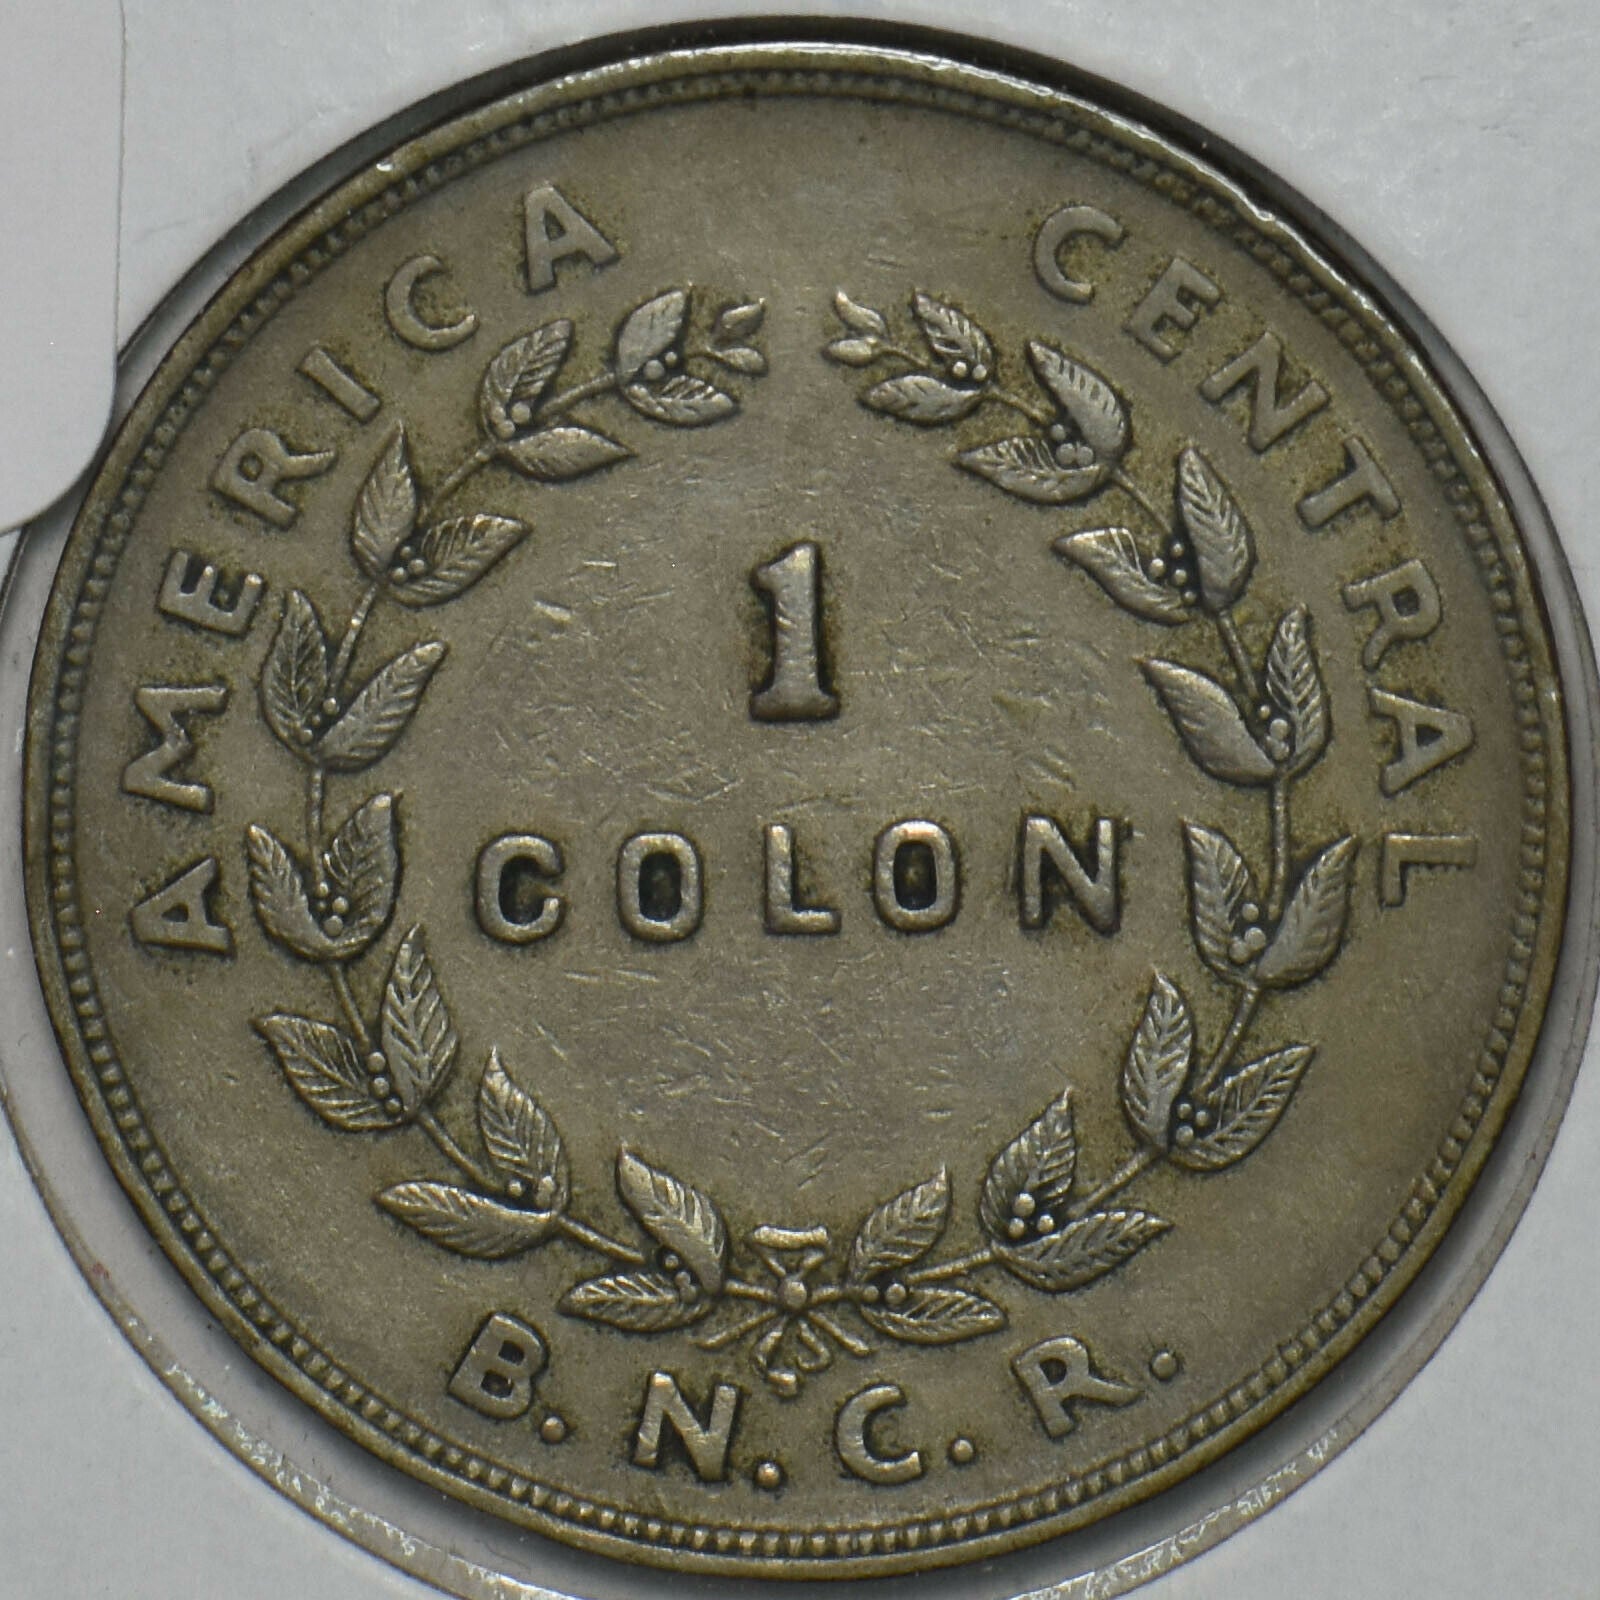 AMERICA CENTRAL
1
COLON
B.N.C.R.